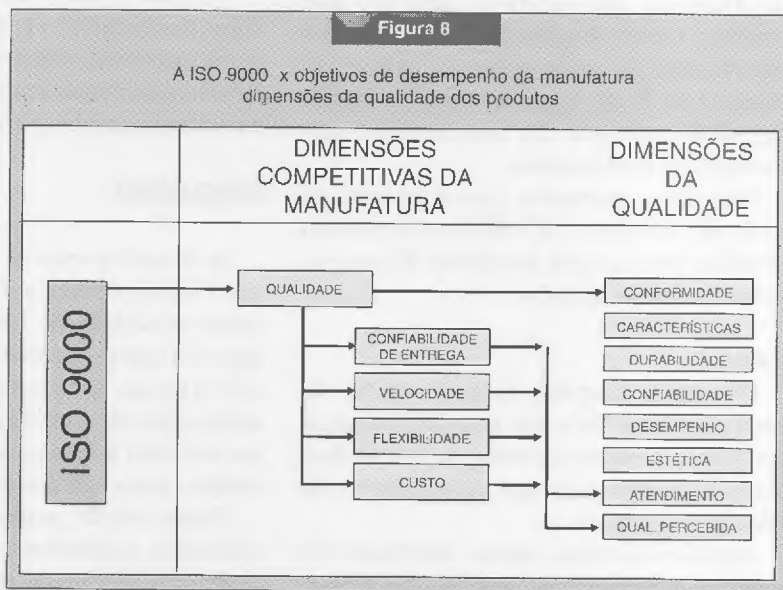 Figura 8
A ISO 9000 x objetivos de desempenho da manufatura
dimensões da qualidade dos produtos
DIMENSÕES
COMPETITIVAS DA
MANUFATURA
DIMENSÕES
DA
QUALIDADE
ISO 9000
QUALIDADE
CONFIABILIDADE
DE ENTREGA
VELOCIDADE
FLEXIBILIDADE
CUSTO
CONFORMIDADE
CARACTERÍSTICAS
DURABILIDADE
CONFIABILIDADE
DESEMPENHO
ESTÉTICA
ATENDIMENTO
QUAL. PERCEBIDA